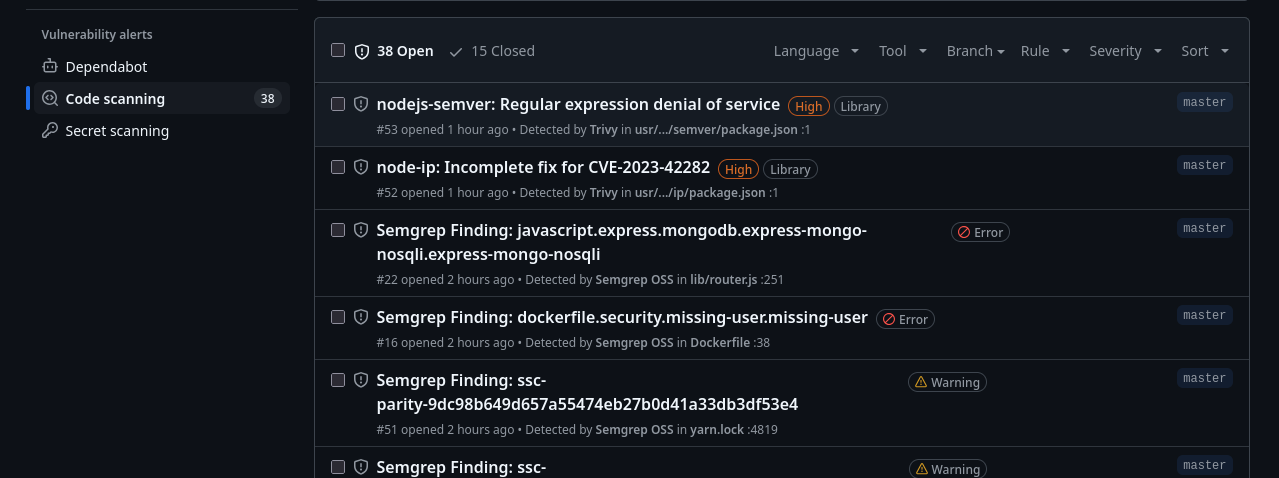 Vulnerability alerts
Dependabot
Code scanning 38
Secret scanning
38 Open 15 Closed Language Tool Branch Rule Severity Sort
nodejs-semver: Regular expression denial of service High Library master
#53 opened 1 hour ago • Detected by Trivy in usr/.../semver/package.json :1
node-ip: Incomplete fix for CVE-2023-42282 High Library master
#52 opened 1 hour ago • Detected by Trivy in usr/.../ip/package.json :1
Semgrep Finding: javascript.express.mongodb.express-mongo- Error master
nosqli.express-mongo-nosqli
#22 opened 2 hours ago • Detected by Semgrep OSS in lib/router.js :251
Semgrep Finding: dockerfile.security.missing-user.missing-user Error master
#16 opened 2 hours ago • Detected by Semgrep OSS in Dockerfile :38
Semgrep Finding: ssc- Warning master
parity-9dc98b649d657a55474eb27b0d41a33db3df53e4
#51 opened 2 hours ago • Detected by Semgrep OSS in yarn.lock :4819
Semgrep Finding: ssc- Warning master